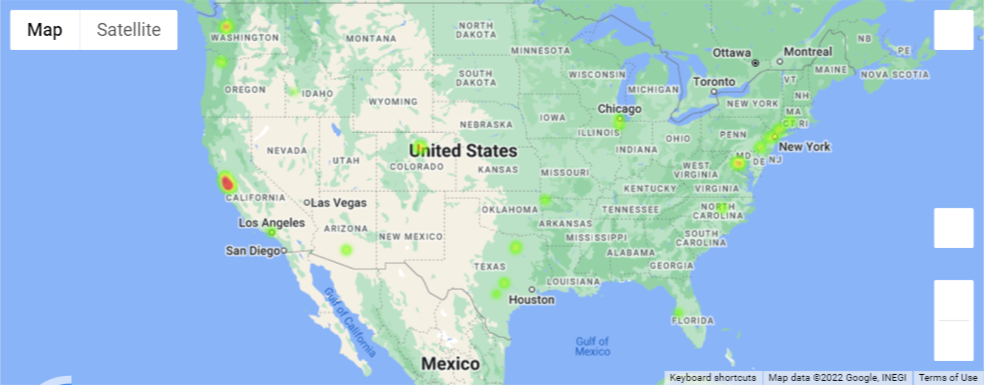 Map
Satellite
WASHINGTON
MONTANA
NORTH
DAKOTA
MINNESOTA
Ottawa
Montreal
NB
PE
NOVA SCOTIA
MAINE
VT
NH
Toronto
WISCONSIN
MICHIGAN
OREGON
IDAHO
SOUTH
DAKOTA
WYOMING
NEW YORK
MA
CT RI
Chicago
IOWA
ILLINOIS
NEBRASKA
INDIANA
OHIO
PENN
New York
NEVADA
UTAH
United States
COLORADO
KANSAS
MISSOURI
MD
DE
NJ
WEST
VIRGINIA
KENTUCKY
VIRGINIA
CALIFORNIA
Las Vegas
OKLAHOMA
TENNESSEE
NORTH
CAROLINA
Los Angeles
ARIZONA
NEW MEXICO
ARKANSAS
MISSISSIPPI
SOUTH
CAROLINA
San Diego
ALABAMA
GEORGIA
TEXAS
LOUISIANA
Houston
FLORIDA
Gulf of California
Gulf of
Mexico
Mexico
Keyboard shortcuts
Map data ©2022 Google, INEGI
Terms of Use